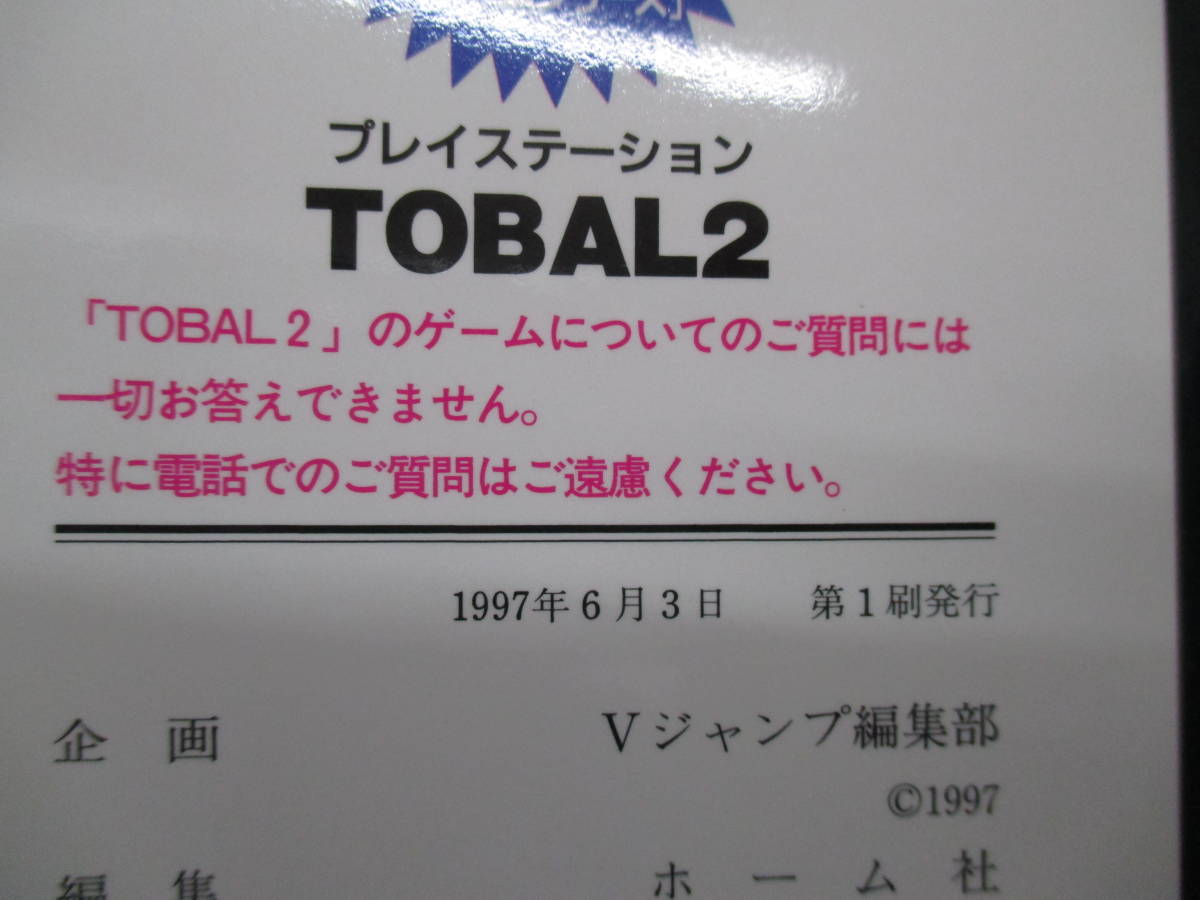 プレイステーション
TOBAL2
「TOBAL2」のゲームについてのご質問には
一切お答えできません。
特に電話でのご質問はご遠慮ください。
1997年6月3日　第1刷発行
企画　Vジャンプ編集部
©1997
編集　ホーム社